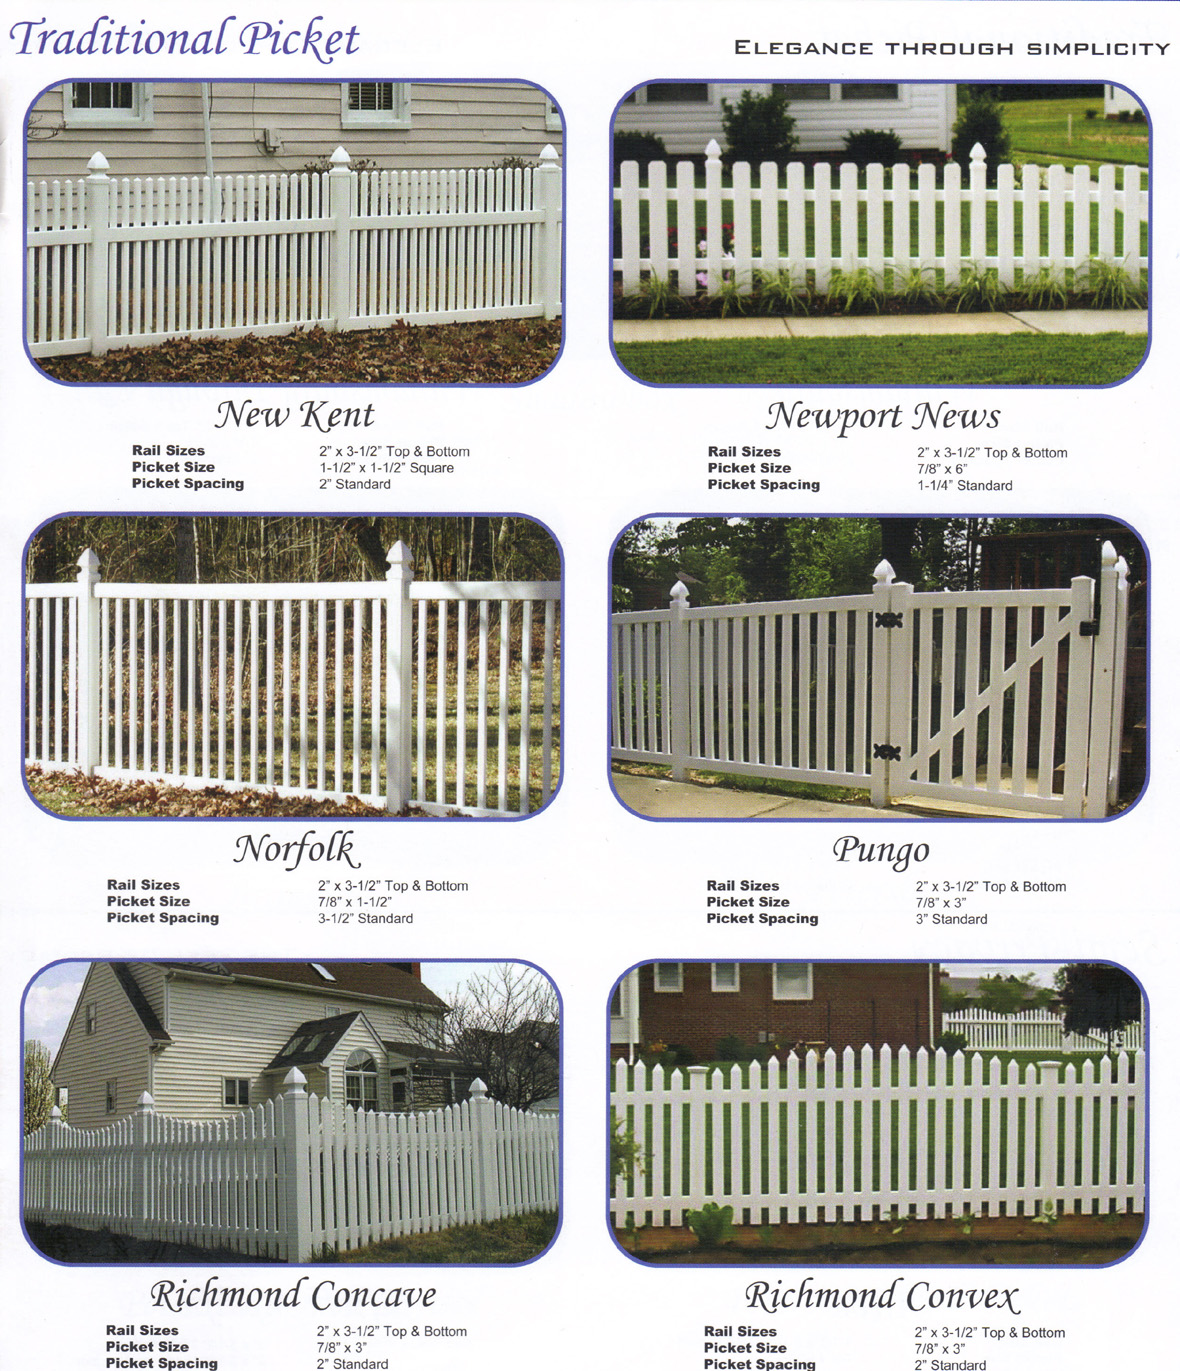 Traditional Picket
ELEGANCE THROUGH SIMPLICITY
New Kent
Rail Sizes 2" x 3-1/2" Top & Bottom
Picket Size 1-1/2" x 1-1/2" Square
Picket Spacing 2" Standard
Newport News
Rail Sizes 2" x 3-1/2" Top & Bottom
Picket Size 7/8" x 6"
Picket Spacing 1-1/4" Standard
Norfolk
Rail Sizes 2" x 3-1/2" Top & Bottom
Picket Size 7/8" x 1-1/2"
Picket Spacing 3-1/2" Standard
Pungo
Rail Sizes 2" x 3-1/2" Top & Bottom
Picket Size 7/8" x 3"
Picket Spacing 3" Standard
Richmond Concave
Rail Sizes 2" x 3-1/2" Top & Bottom
Picket Size 7/8" x 3"
Picket Spacing 2" Standard
Richmond Convex
Rail Sizes 2" x 3-1/2" Top & Bottom
Picket Size 7/8" x 3"
Picket Spacing 2" Standard